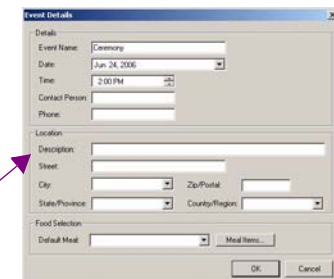 Event Details
Details
Event Name: Ceremony
Date: Jun 24, 2006
Time: 2:00 PM
Contact Person:
Phone:
Location
Description:
Street:
City: Zip/Postal:
State/Province: Country/Region:
Food Selection
Default Meal: Meal Items...
OK Cancel